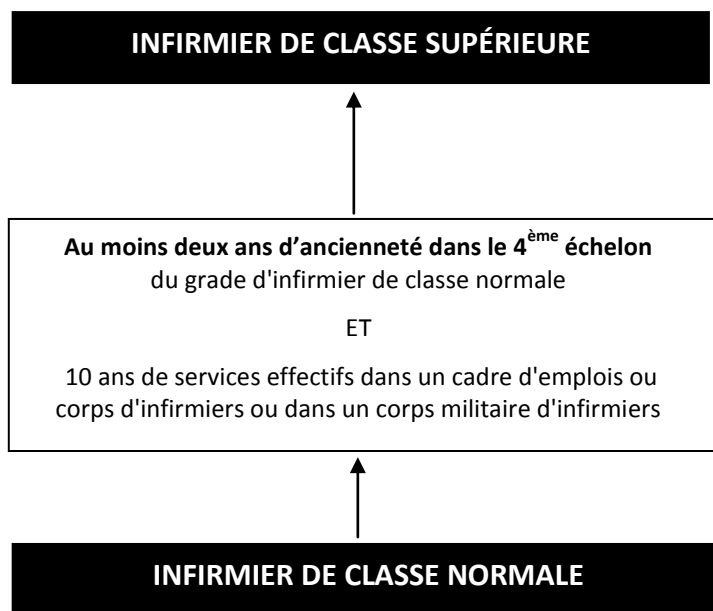 INFIRMIER DE CLASSE SUPÉRIEURE
Au moins deux ans d’ancienneté dans le 4ème échelon
du grade d'infirmier de classe normale
ET
10 ans de services effectifs dans un cadre d'emplois ou
corps d'infirmiers ou dans un corps militaire d'infirmiers
INFIRMIER DE CLASSE NORMALE